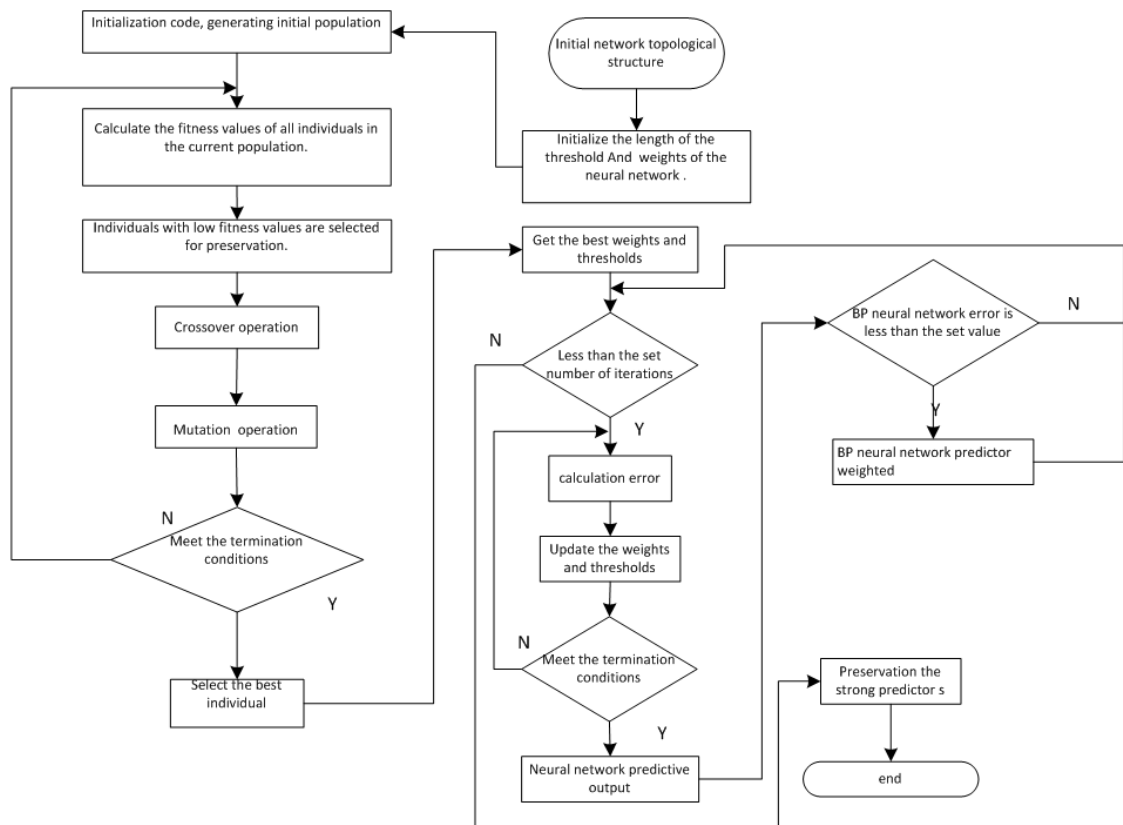 Initialization code, generating initial population
Initial network topological
structure
Calculate the fitness values of all individuals in
the current population.
Initialize the length of the
threshold And weights of the
neural network .
Individuals with low fitness values are selected
for preservation.
Crossover operation
Mutation operation
N
Meet the termination
conditions
Y
Select the best
individual
Get the best weights and
thresholds
N
Less than the set
number of iterations
Y
calculation error
Update the weights
and thresholds
N
Meet the termination
conditions
Y
Neural network predictive
output
BP neural network error is
less than the set value
N
Y
BP neural network predictor
weighted
Preservation the
strong predictor s
end